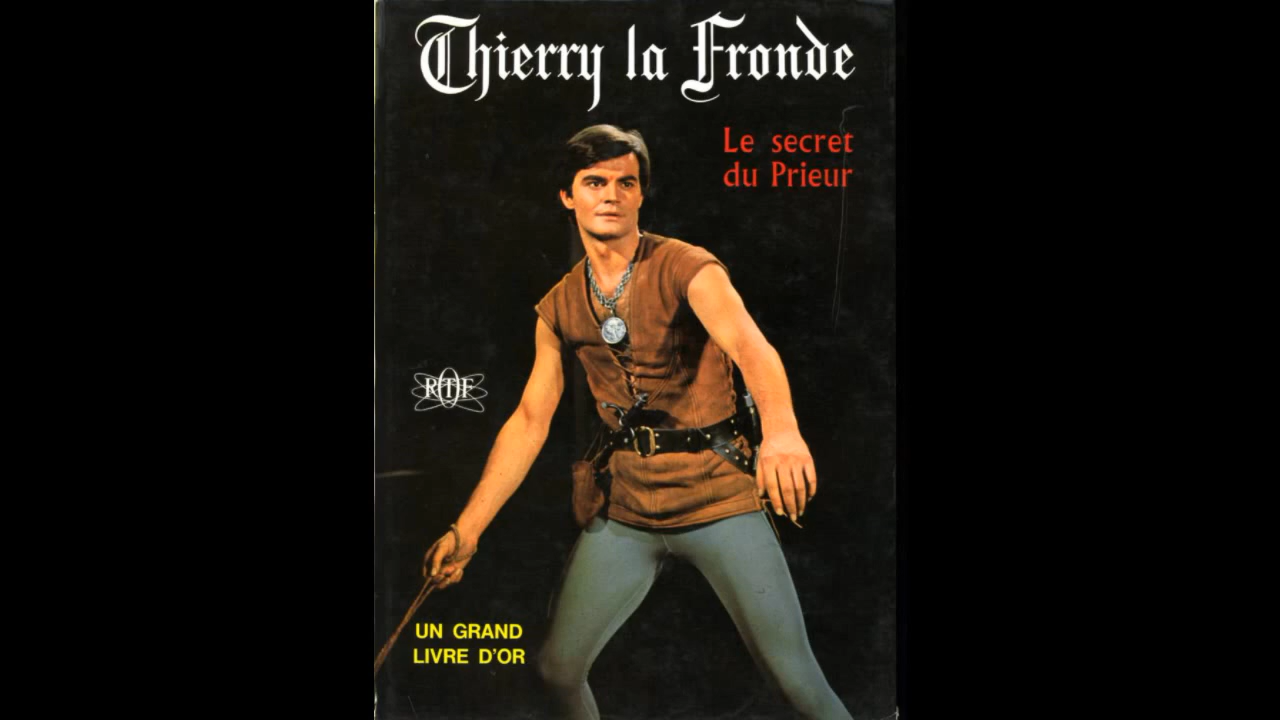 Thierry la Fronde
Le secret
du Prieur
RTF
UN GRAND
LIVRE D'OR